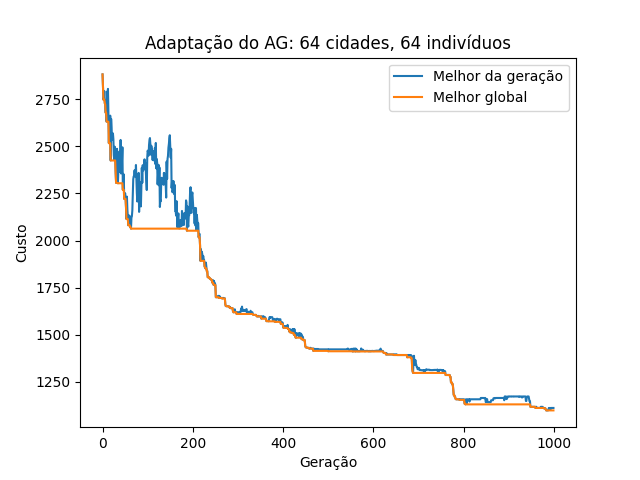 Adaptação do AG: 64 cidades, 64 indivíduos
Melhor da geração
Melhor global
Custo
2750
2500
2250
2000
1750
1500
1250
0 200 400 600 800 1000
Geração